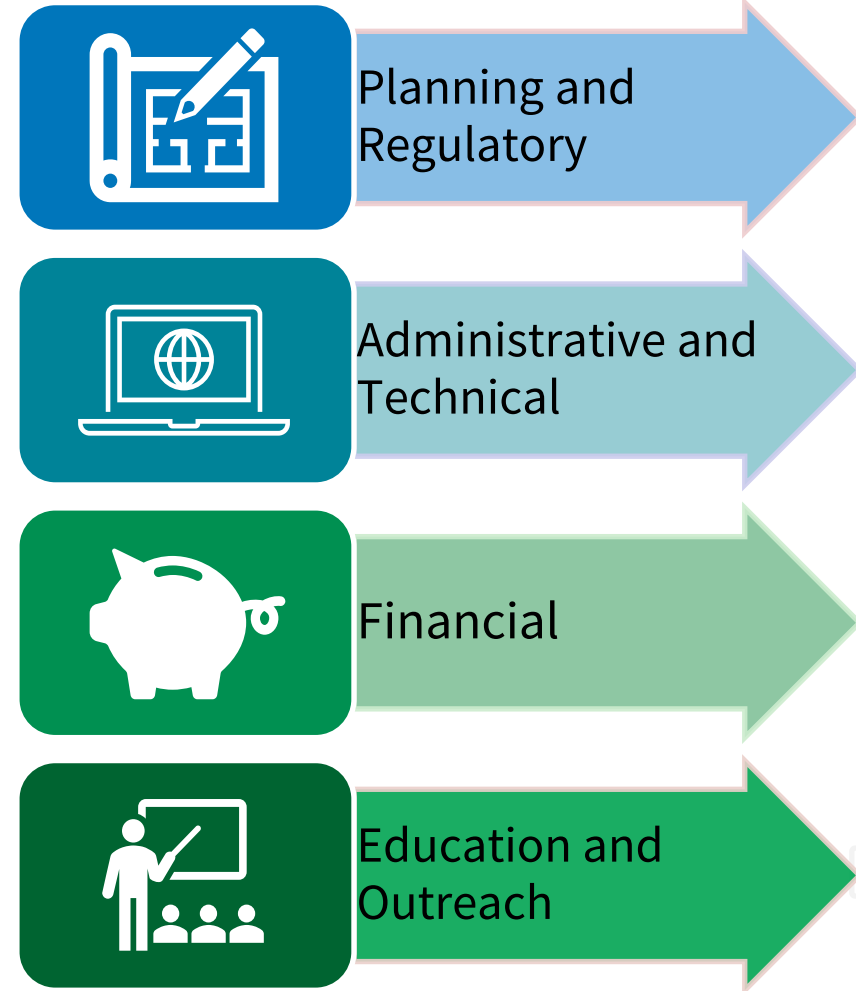 Planning and
Regulatory
Administrative and
Technical
Financial
Education and
Outreach